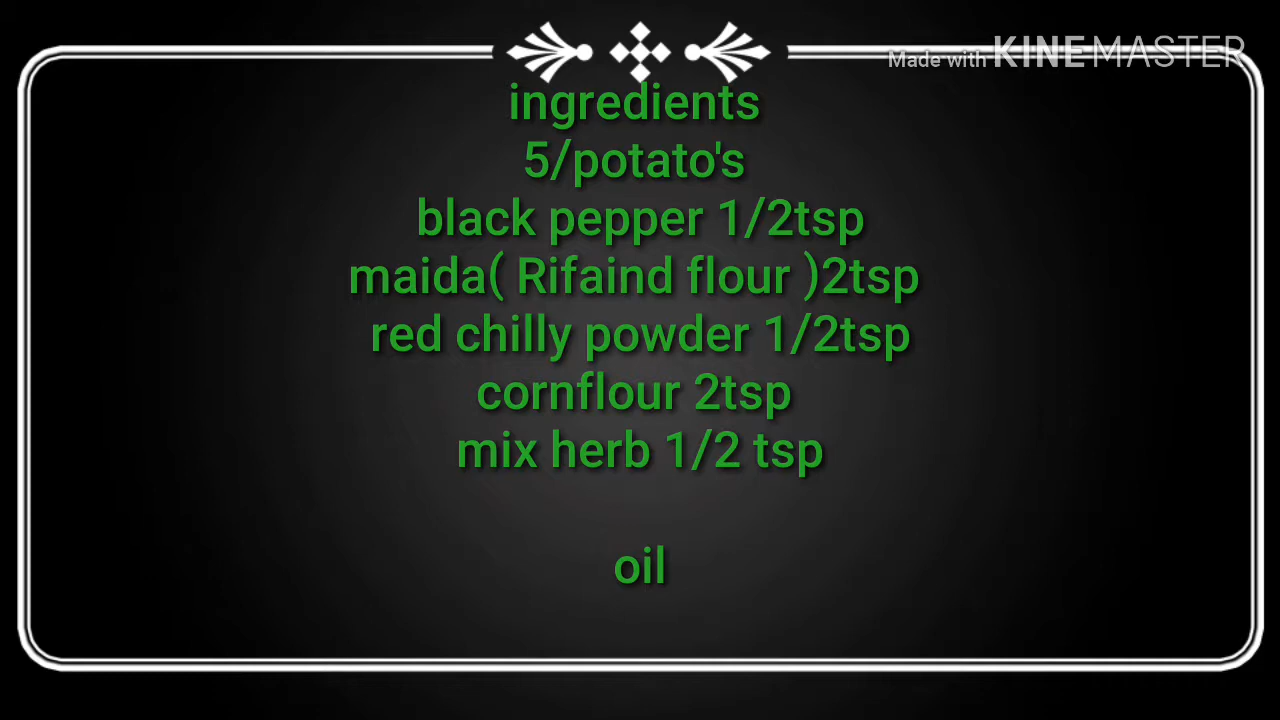 Made with KINEMASTER
ingredients
5/potato's
black pepper 1/2tsp
maida( Rifaind flour )2tsp
red chilly powder 1/2tsp
cornflour 2tsp
mix herb 1/2 tsp
oil